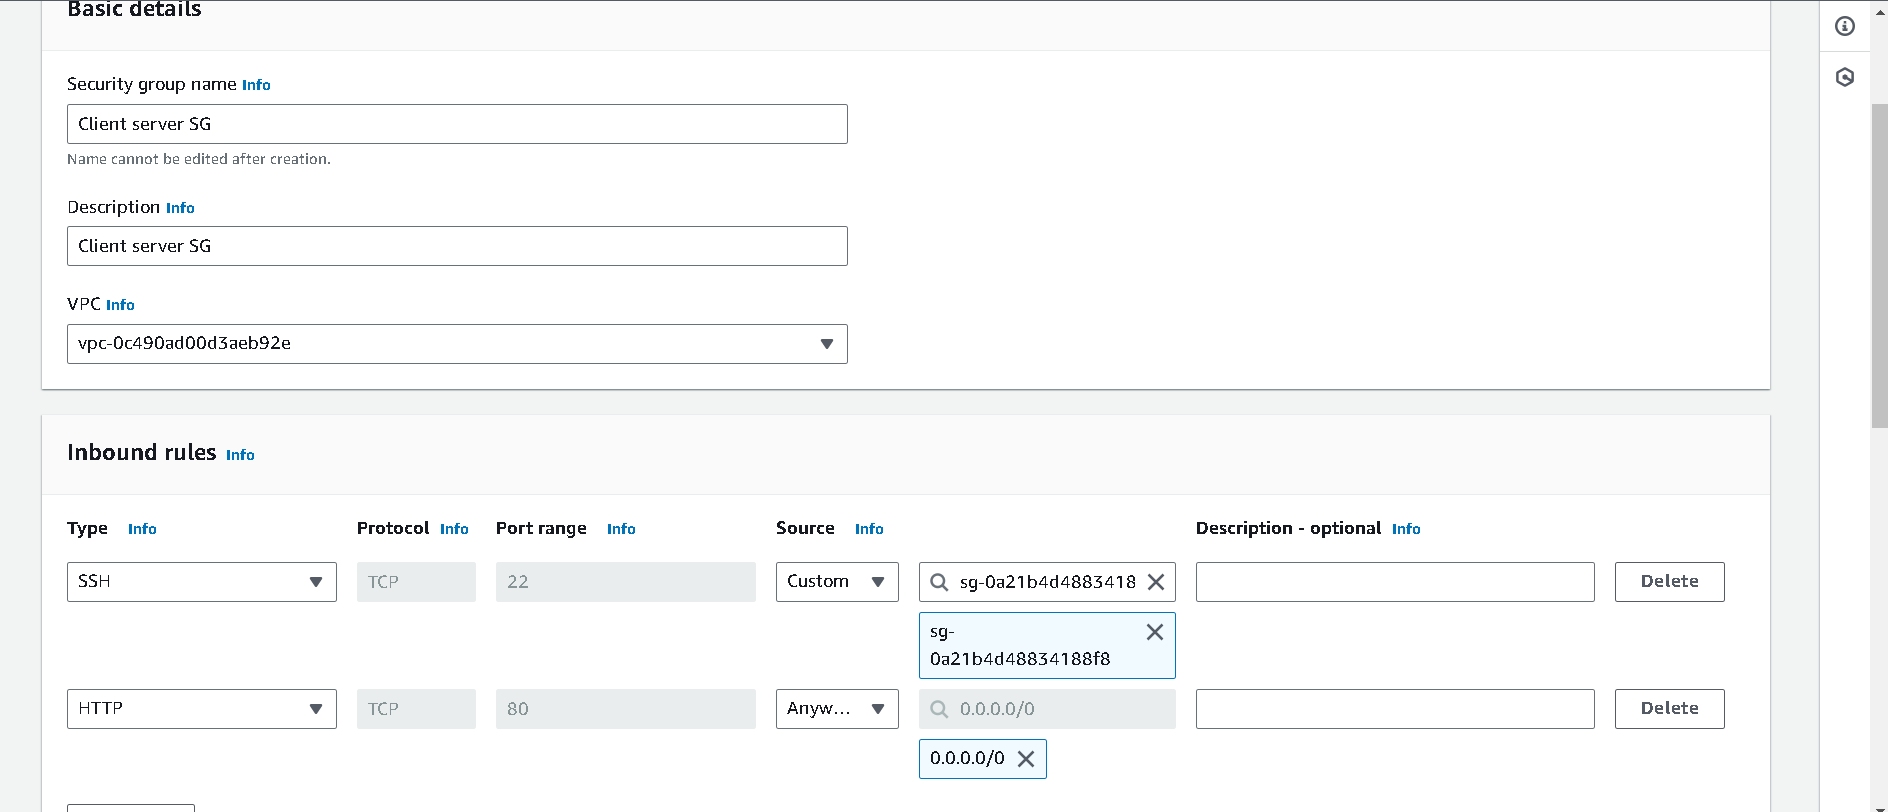 Basic details
Security group name Info
Client server SG
Name cannot be edited after creation.
Description Info
Client server SG
VPC Info
vpc-0c490ad00d3aeb92e
Inbound rules Info
Type Info Protocol Info Port range Info Source Info Description - optional Info
SSH TCP 22 Custom sg-0a21b4d4883418 Delete
sg-
0a21b4d48834188f8
HTTP TCP 80 Anyw... 0.0.0.0/0 Delete
0.0.0.0/0